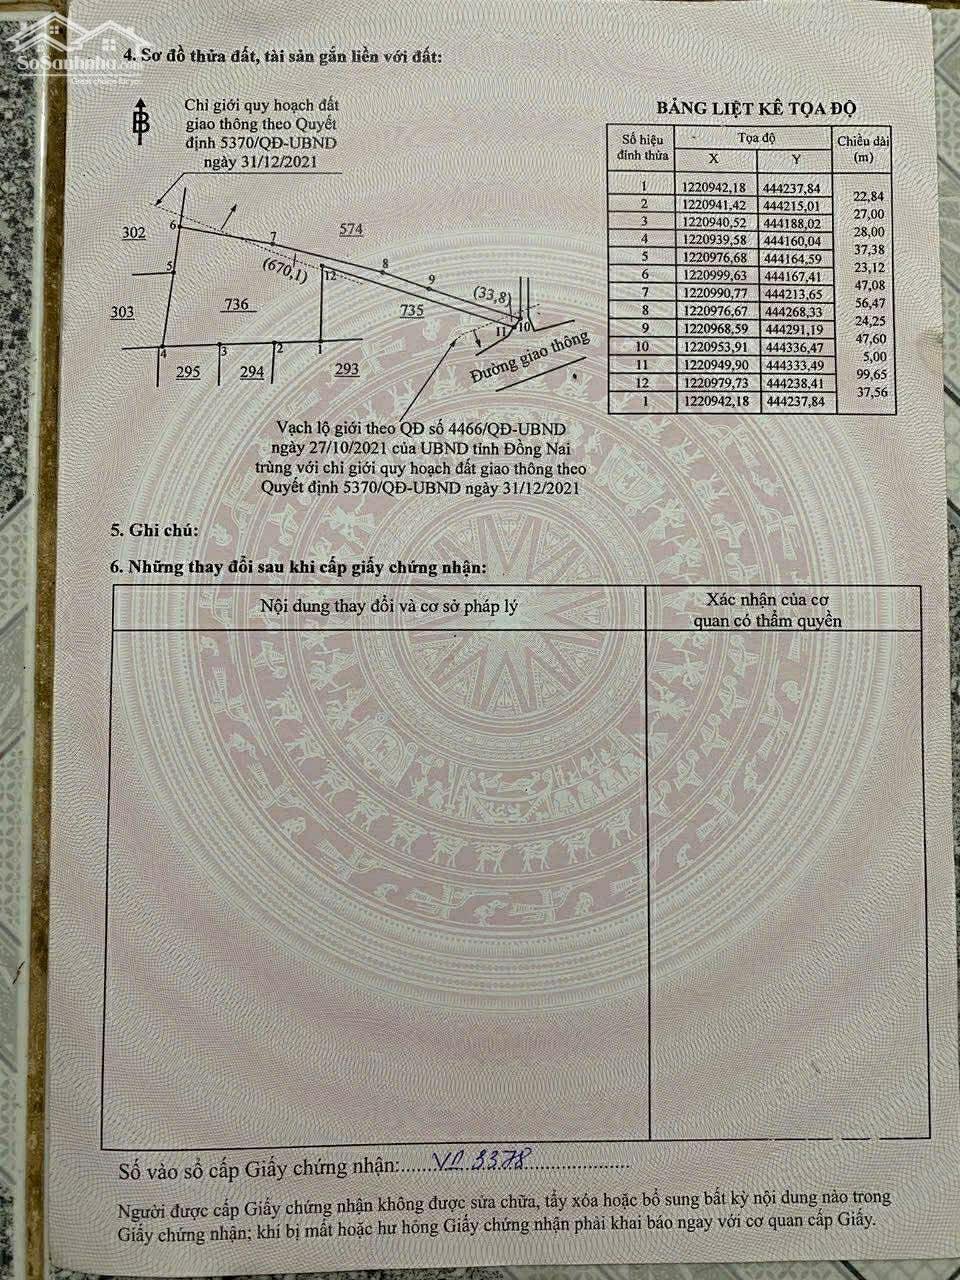 SoSanhnha.com
4. Sơ đồ thửa đất, tài sản gắn liền với đất:
B
Chỉ giới quy hoạch đất
giao thông theo Quyết
định 5370/QĐ-UBND
ngày 31/12/2021
302
6
7
574
5
(670,1)
12
8
9
(33,8)
303
736
735
11
10
4
3
2
1
295
294
293
Đường giao thông
Vạch lộ giới theo QĐ số 4466/QĐ-UBND
ngày 27/10/2021 của UBND tỉnh Đồng Nai
trùng với chỉ giới quy hoạch đất giao thông theo
Quyết định 5370/QĐ-UBND ngày 31/12/2021
BẢNG LIỆT KÊ TỌA ĐỘ
Số hiệu đỉnh thửa Tọa độ Chiều dài (m)
X Y
1 1220942,18 444237,84
22,84
2 1220941,42 444215,01
27,00
3 1220940,52 444188,02
28,00
4 1220939,58 444160,04
37,38
5 1220976,68 444164,59
23,12
6 1220999,63 444167,41
47,08
7 1220990,77 444213,65
56,47
8 1220976,67 444268,33
24,25
9 1220968,59 444291,19
47,60
10 1220953,91 444336,47
5,00
11 1220949,90 444333,49
99,65
12 1220979,73 444238,41
37,56
1 1220942,18 444237,84
5. Ghi chú:
6. Những thay đổi sau khi cấp giấy chứng nhận:
Nội dung thay đổi và cơ sở pháp lý
Xác nhận của cơ
quan có thẩm quyền
Số vào sổ cấp Giấy chứng nhận:......VP 3378......................
Người được cấp Giấy chứng nhận không được sửa chữa, tẩy xóa hoặc bổ sung bất kỳ nội dung nào trong
Giấy chứng nhận; khi bị mất hoặc hư hỏng Giấy chứng nhận phải khai báo ngay với cơ quan cấp Giấy.